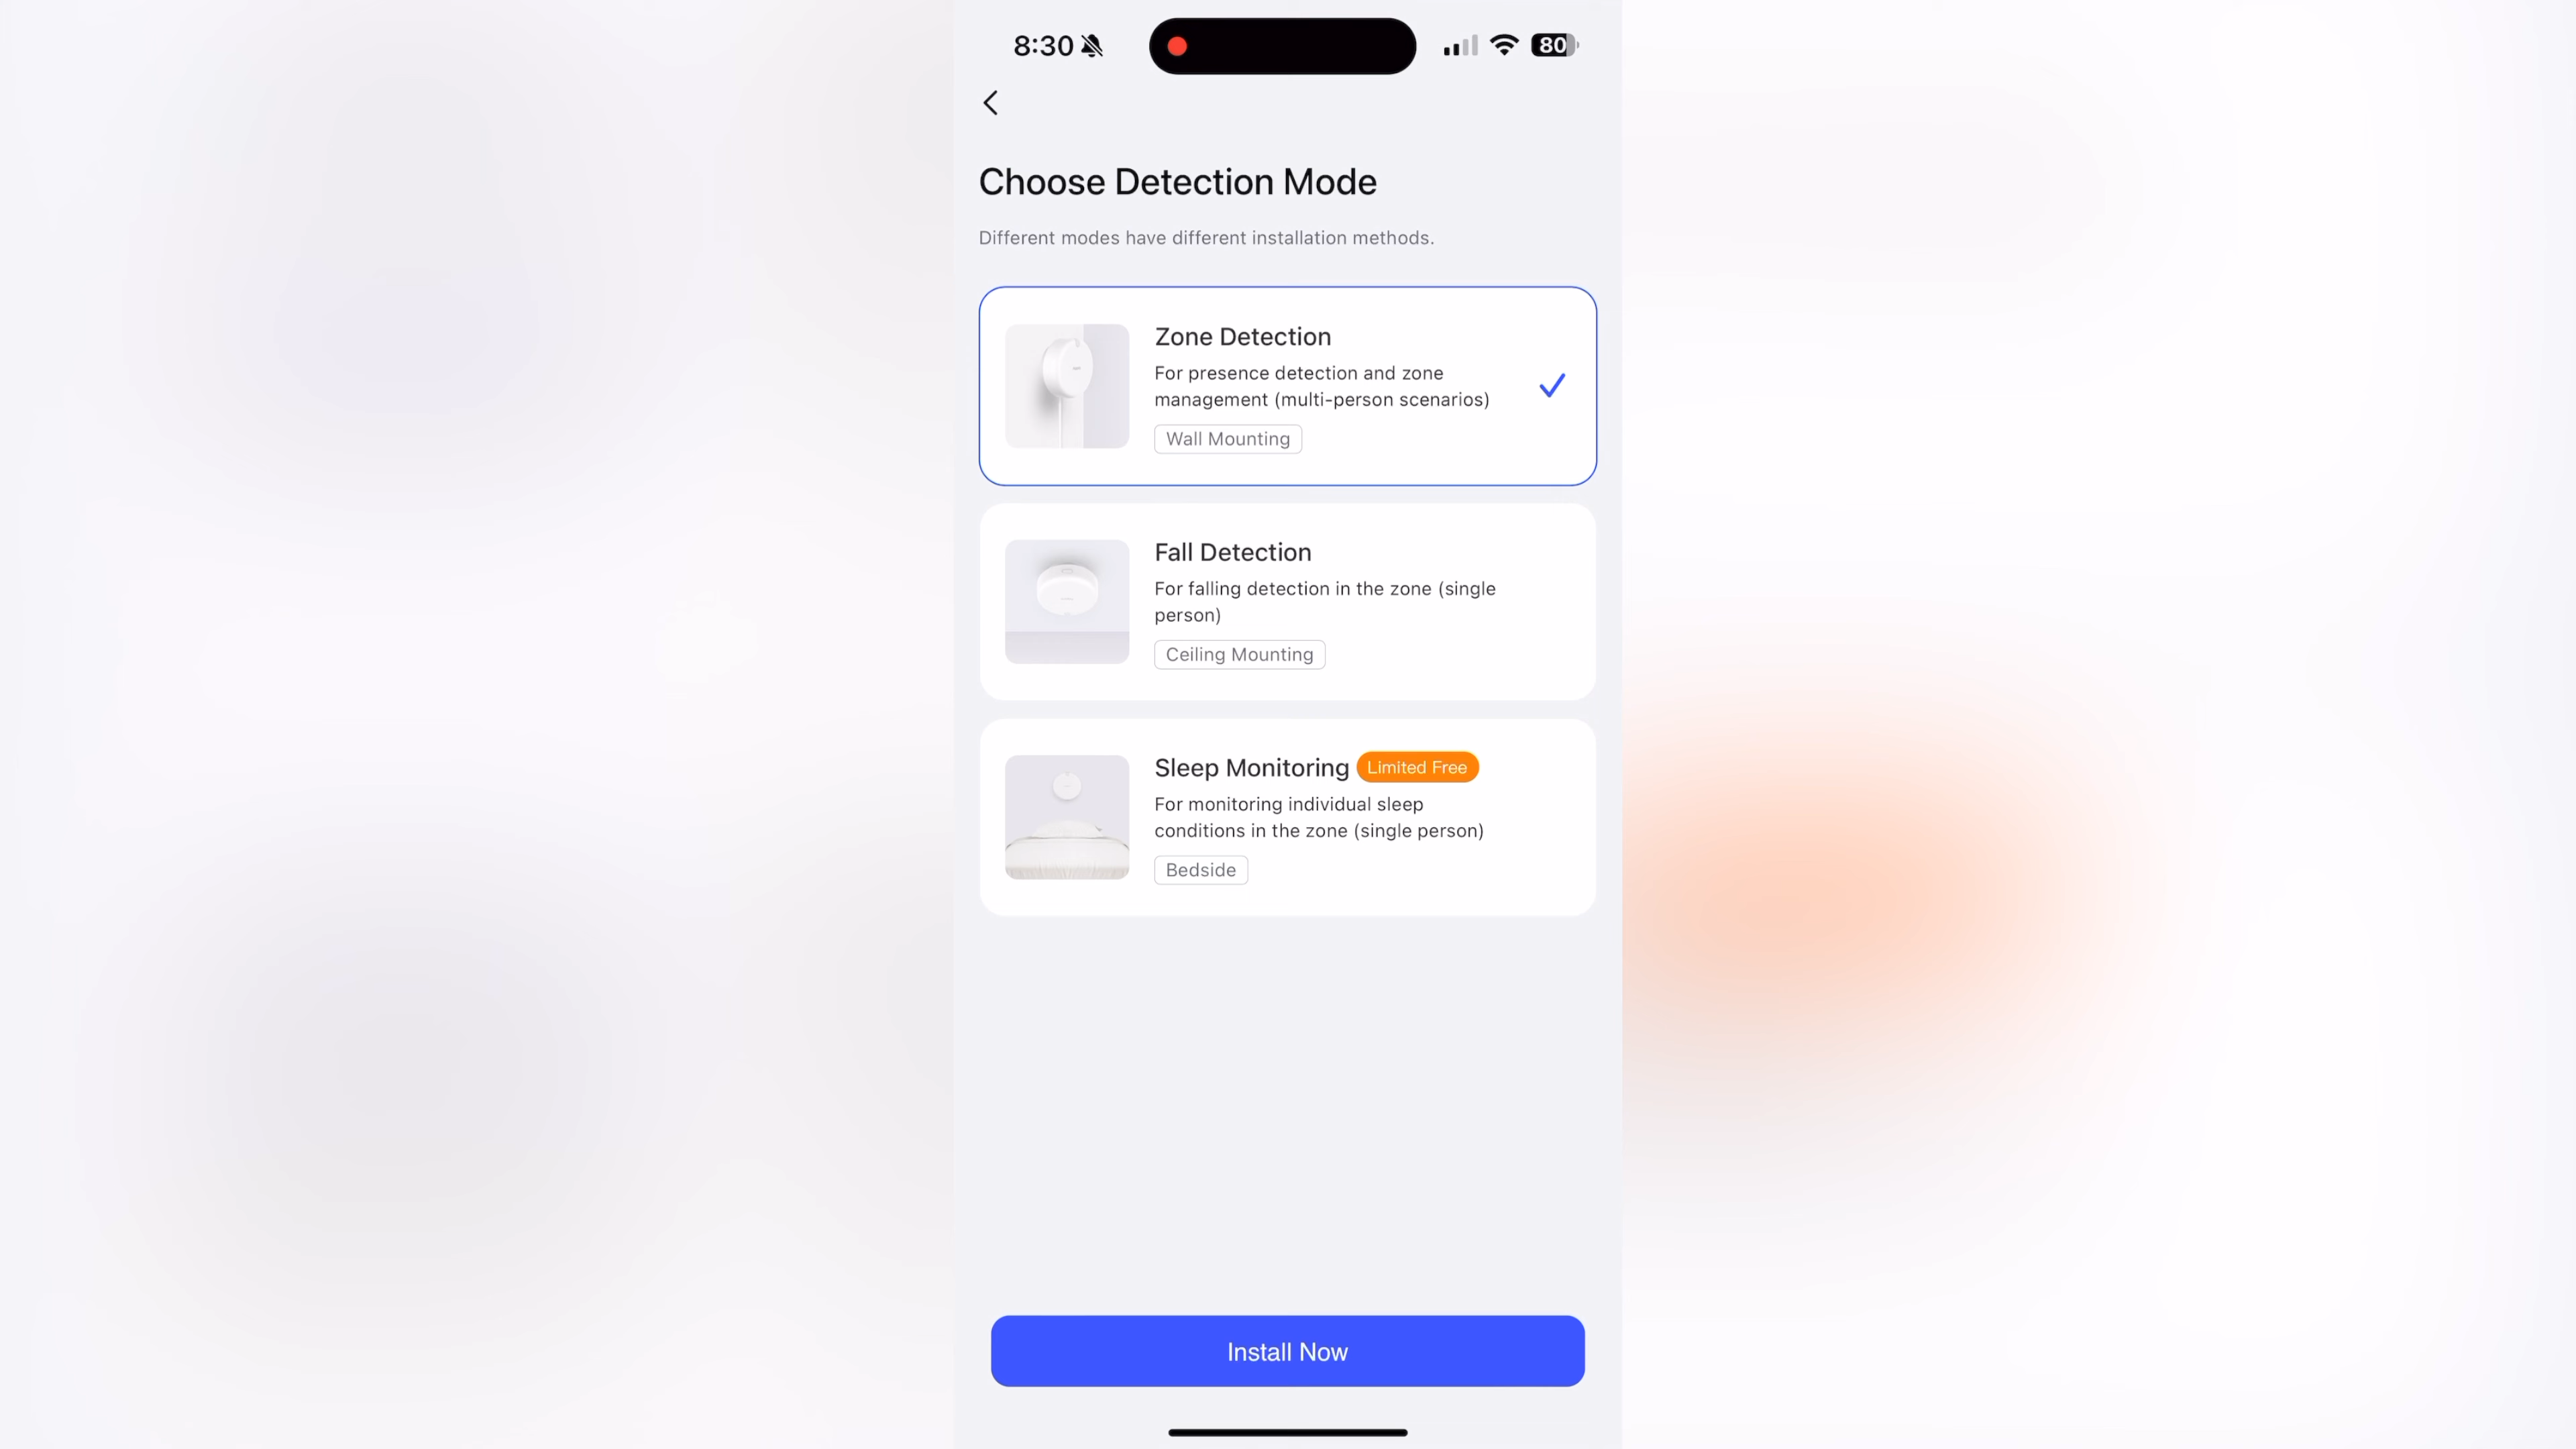 8:30
80
Choose Detection Mode
Different modes have different installation methods.
Zone Detection
For presence detection and zone
management (multi-person scenarios)
Wall Mounting
Fall Detection
For falling detection in the zone (single
person)
Ceiling Mounting
Sleep Monitoring Limited Free
For monitoring individual sleep
conditions in the zone (single person)
Bedside
Install Now